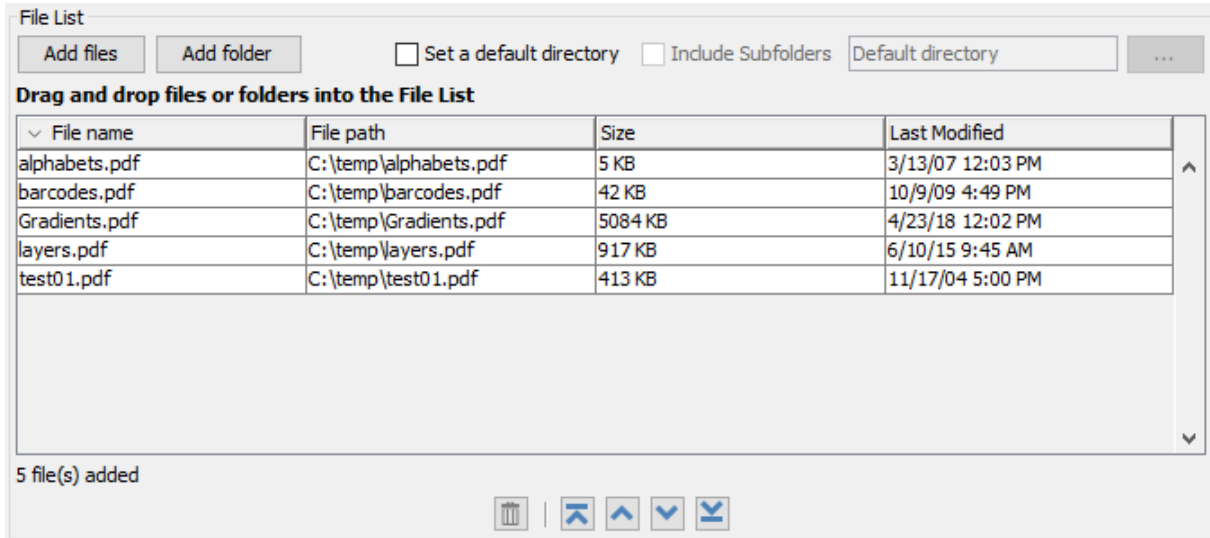 File List
Add files Add folder Set a default directory Include Subfolders Default directory ...
Drag and drop files or folders into the File List
File name File path Size Last Modified
alphabets.pdf C:\temp\alphabets.pdf 5 KB 3/13/07 12:03 PM
barcodes.pdf C:\temp\barcodes.pdf 42 KB 10/9/09 4:49 PM
Gradients.pdf C:\temp\Gradients.pdf 5084 KB 4/23/18 12:02 PM
layers.pdf C:\temp\layers.pdf 917 KB 6/10/15 9:45 AM
test01.pdf C:\temp\test01.pdf 413 KB 11/17/04 5:00 PM
5 file(s) added